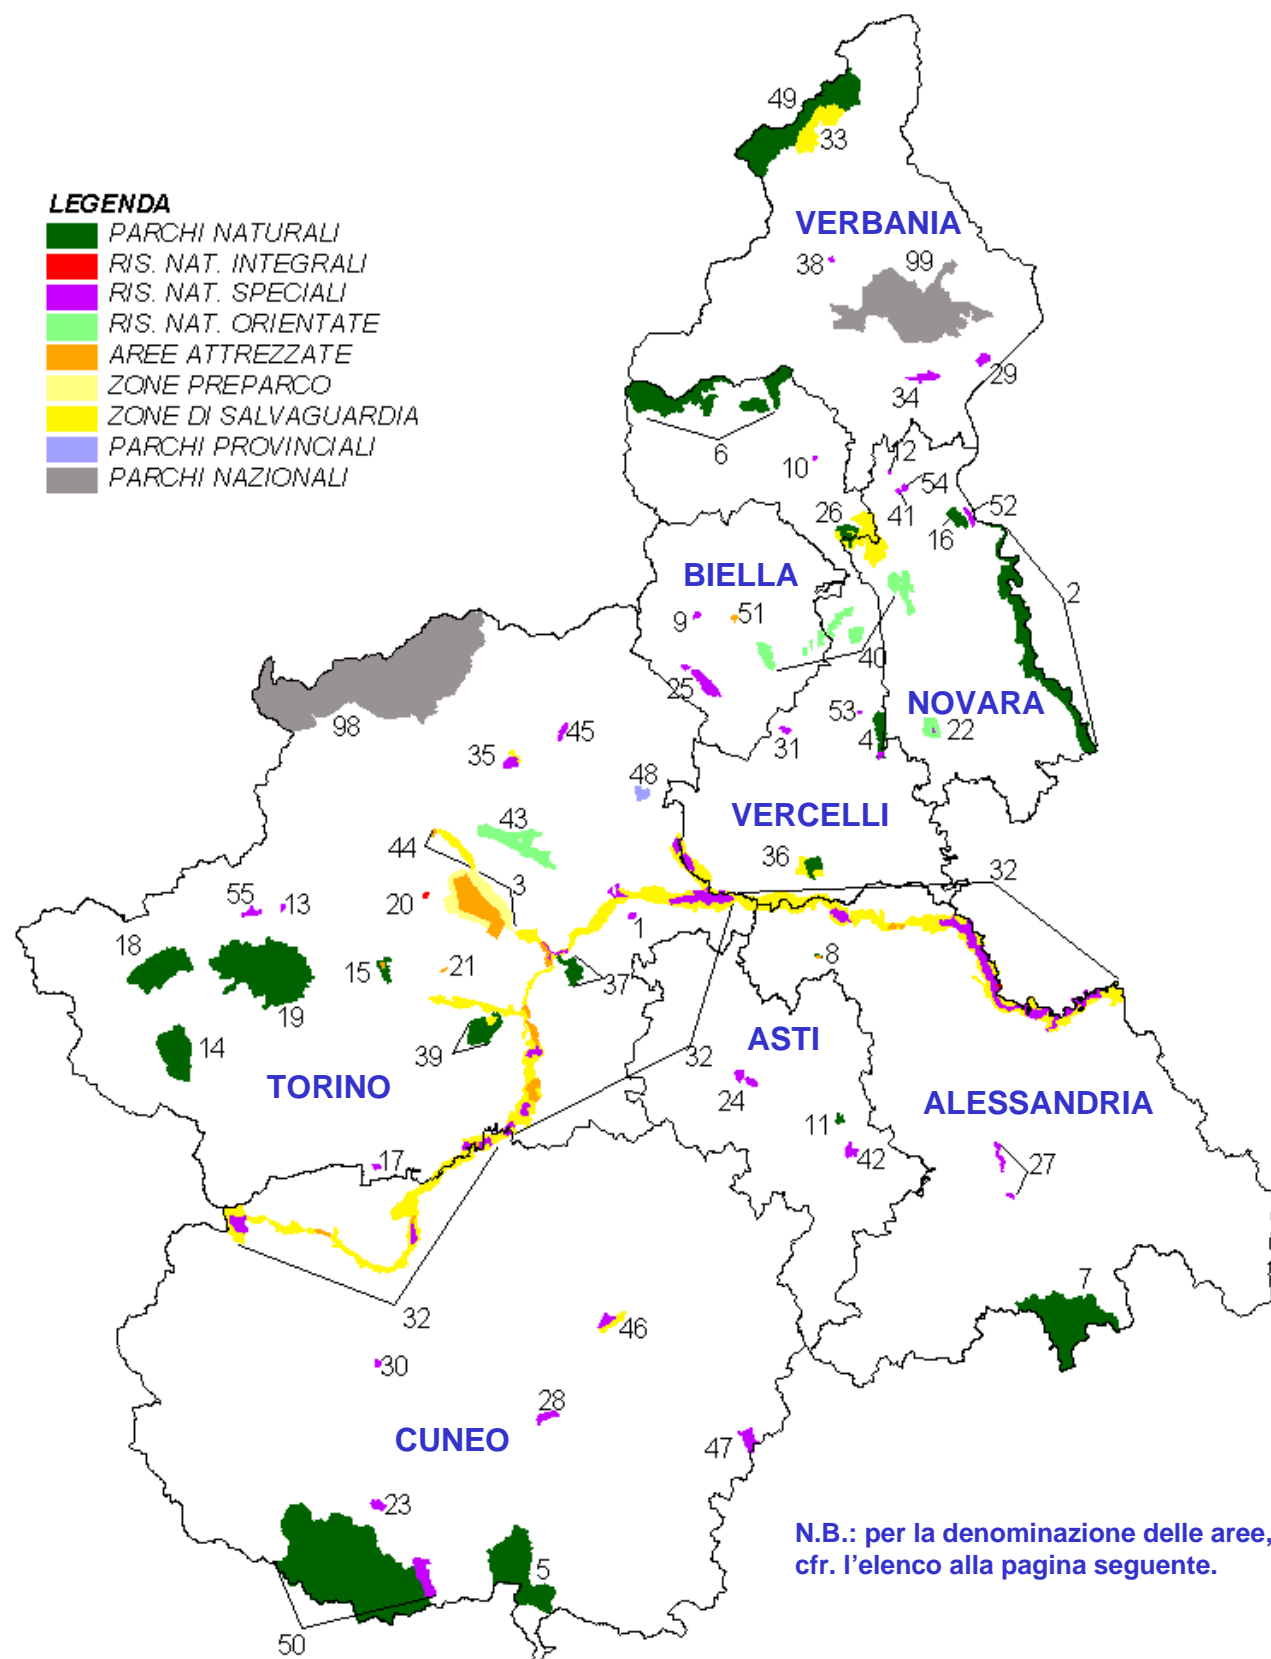 49
33
LEGENDA
PARCHI NATURALI
RIS. NAT. INTEGRALI
RIS. NAT. SPECIALI
RIS. NAT. ORIENTATE
AREE ATTREZZATE
ZONE PREPARCO
ZONE DI SALVAGUARDIA
PARCHI PROVINCIALI
PARCHI NAZIONALI
VERBANIA
38
99
29
34
6
10
12
54
41
52
16
26
BIELLA
2
9
51
40
25
NOVARA
98
45
53
4
31
22
35
48
VERCELLI
43
44
36
32
3
55
13
20
1
18
15
21
8
37
19
14
39
32
ASTI
TORINO
24
ALESSANDRIA
11
42
17
27
7
32
46
30
28
CUNEO
47
23
5
50
N.B.: per la denominazione delle aree,
cfr. l'elenco alla pagina seguente.